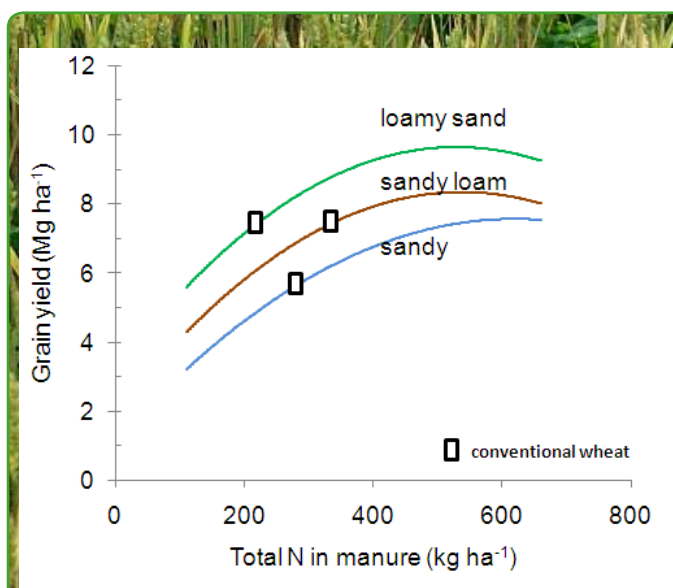 12
10
8
6
4
2
0
Grain yield (Mg ha-1)
loamy sand
sandy loam
sandy
conventional wheat
0 200 400 600 800
Total N in manure (kg ha-1)